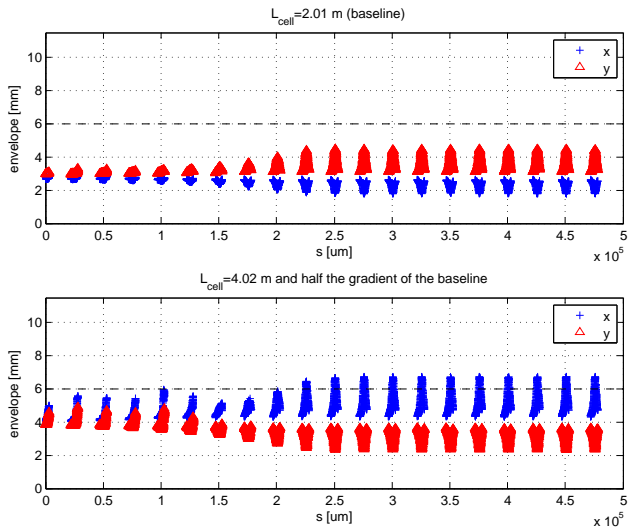 L_cell=2.01 m (baseline)
envelope [mm]
10
8
6
4
2
0
x
y
0 0.5 1 1.5 2 2.5 3 3.5 4 4.5 5
s [um]
x 10^5
L_cell=4.02 m and half the gradient of the baseline
envelope [mm]
10
8
6
4
2
0
x
y
0 0.5 1 1.5 2 2.5 3 3.5 4 4.5 5
s [um]
x 10^5